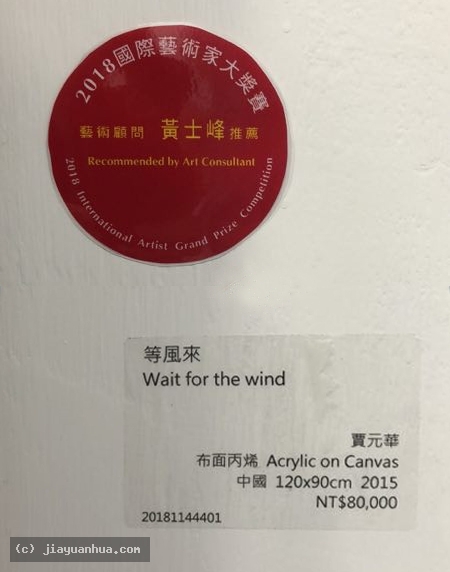 2018國際藝術家大獎賽
藝術顧問 黃士峰 推薦
Recommended by Art Consultant
2018 International Artist Grand Prize Competition
等風來
Wait for the wind
賈元華
布面丙烯 Acrylic on Canvas
中國 120x90cm 2015
NT$80,000
20181144401
(c) jiayuanhua.com